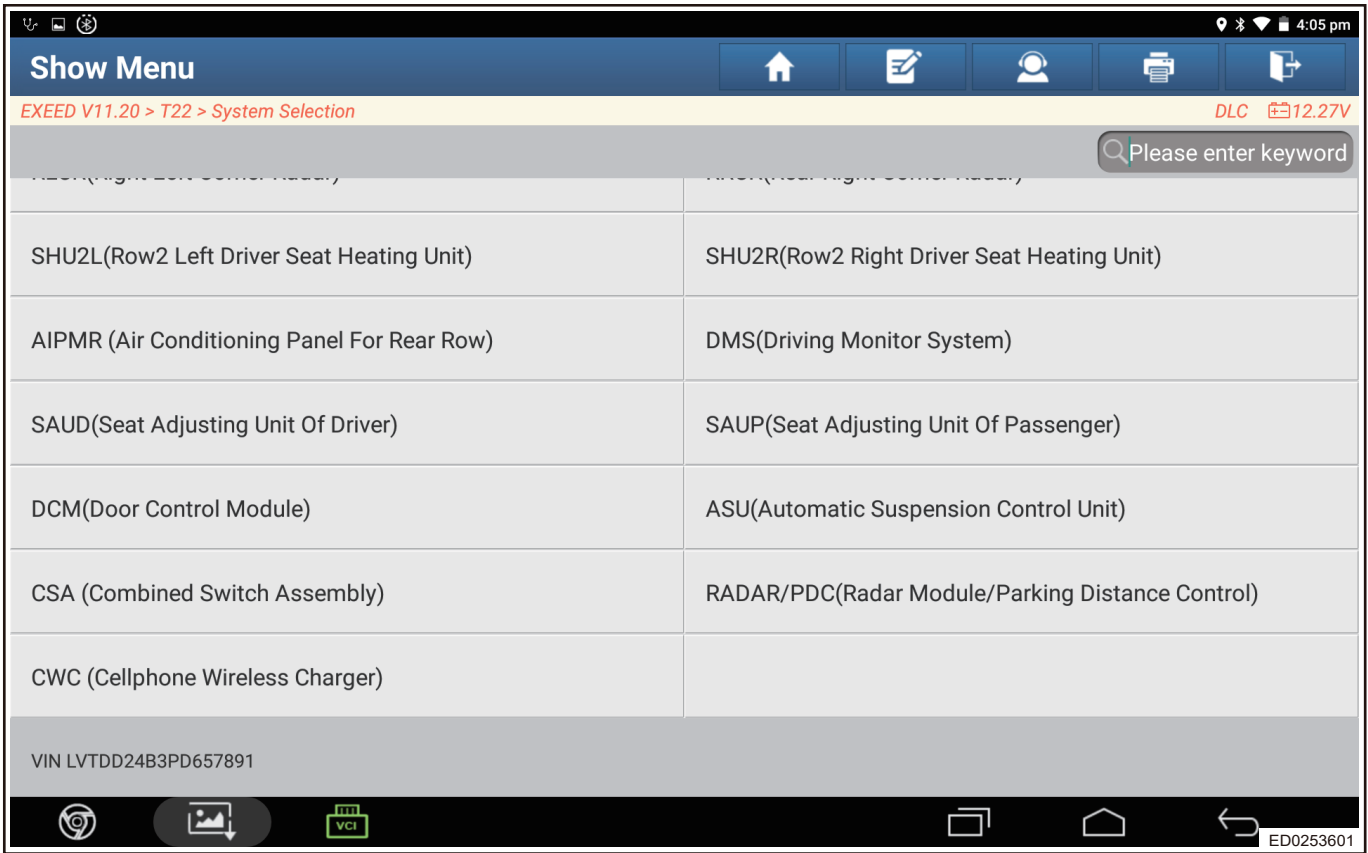 4:05 pm
Show Menu
EXEED V11.20 > T22 > System Selection
DLC 12.27V
Please enter keyword
SHU2L(Row2 Left Driver Seat Heating Unit)
SHU2R(Row2 Right Driver Seat Heating Unit)
AIPMR (Air Conditioning Panel For Rear Row)
DMS(Driving Monitor System)
SAUD(Seat Adjusting Unit Of Driver)
SAUP(Seat Adjusting Unit Of Passenger)
DCM(Door Control Module)
ASU(Automatic Suspension Control Unit)
CSA (Combined Switch Assembly)
RADAR/PDC(Radar Module/Parking Distance Control)
CWC (Cellphone Wireless Charger)
VIN LVTDD24B3PD657891
VCI
ED0253601